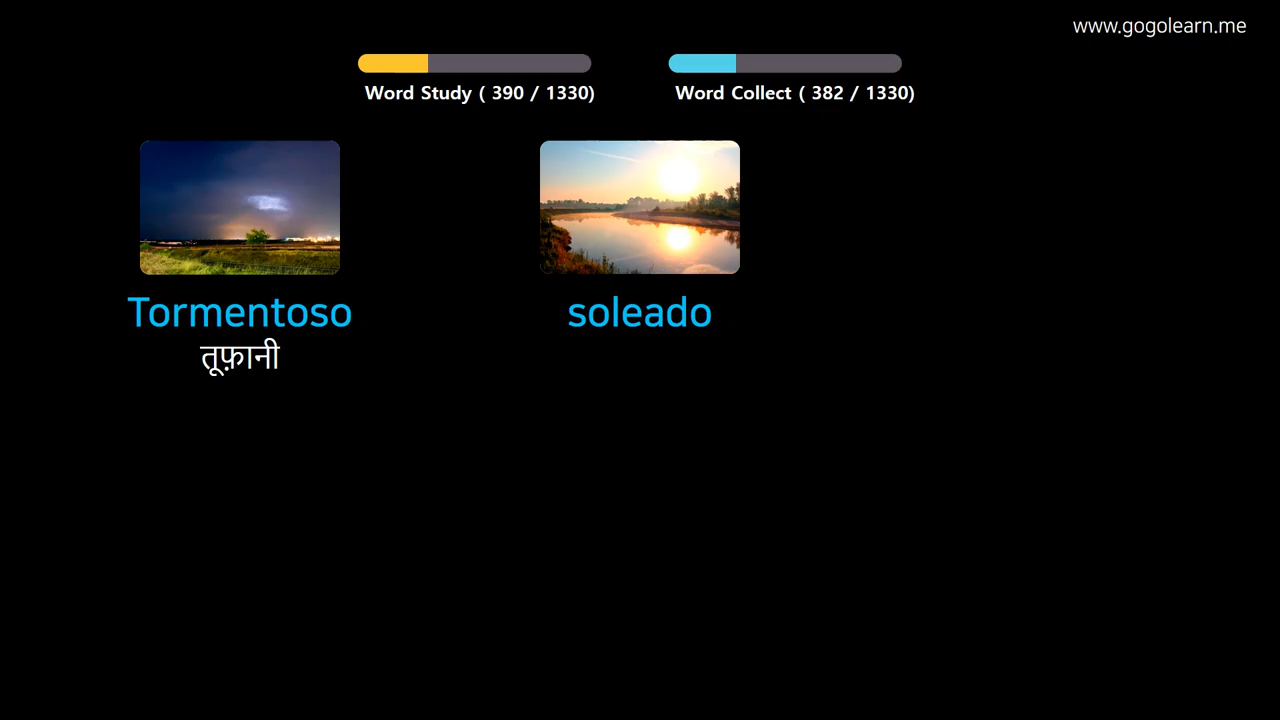 www.gogolearn.me
Word Study ( 390 / 1330)
Word Collect ( 382 / 1330)
Tormentoso
soleado
तूफ़ानी